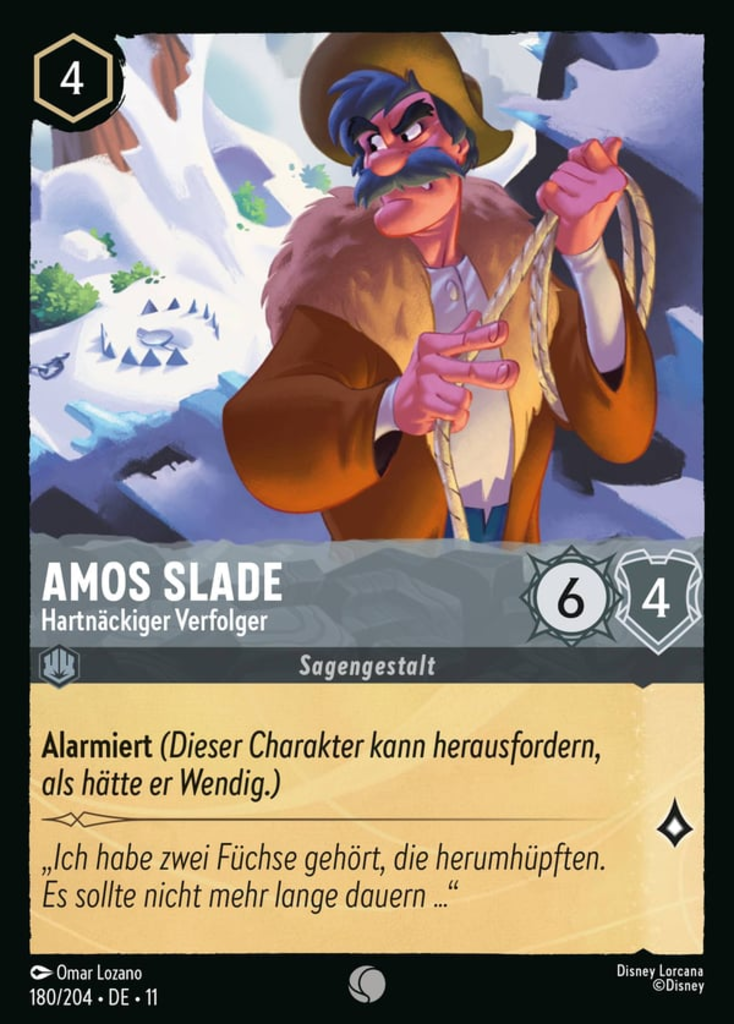 4
AMOS SLADE
Hartnäckiger Verfolger
6
4
Sagengestalt
Alarmiert (Dieser Charakter kann herausfordern,
als hätte er Wendig.)
„Ich habe zwei Füchse gehört, die herumhüpften.
Es sollte nicht mehr lange dauern ...“
Omar Lozano
180/204 • DE • 11
Disney Lorcana
©Disney